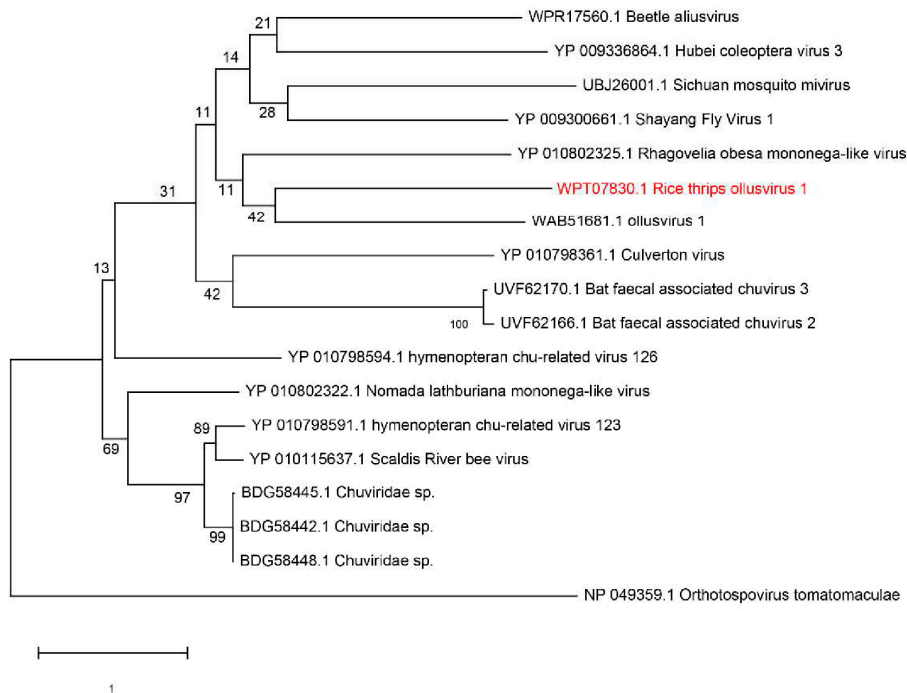 WPR17560.1 Beetle aliusvirus
21
YP 009336864.1 Hubei coleoptera virus 3
14
UBJ26001.1 Sichuan mosquito mivirus
28
YP 009300661.1 Shayang Fly Virus 1
11
YP 010802325.1 Rhagovelia obesa mononega-like virus
11
WPT07830.1 Rice thrips ollusvirus 1
31
42
WAB51681.1 ollusvirus 1
YP 010798361.1 Culverton virus
13
42
UVF62170.1 Bat faecal associated chuvirus 3
100
UVF62166.1 Bat faecal associated chuvirus 2
YP 010798594.1 hymenopteran chu-related virus 126
YP 010802322.1 Nomada lathburiana mononega-like virus
69
89
YP 010798591.1 hymenopteran chu-related virus 123
YP 010115637.1 Scaldis River bee virus
97
BDG58445.1 Chuviridae sp.
99
BDG58442.1 Chuviridae sp.
BDG58448.1 Chuviridae sp.
NP 049359.1 Orthotospovirus tomatomaculae
1